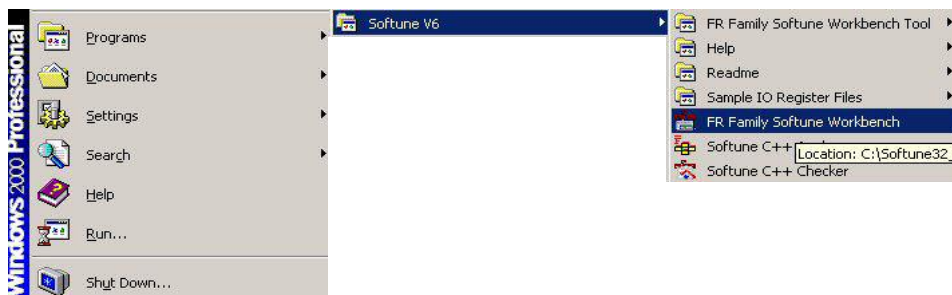 Windows 2000 Professional
Programs
Documents
Settings
Search
Help
Run...
Shut Down...
Softune V6
FR Family Softune Workbench Tool
Help
Readme
Sample IO Register Files
FR Family Softune Workbench
Softune C++
Location: C:\Softune32_
Softune C++ Checker